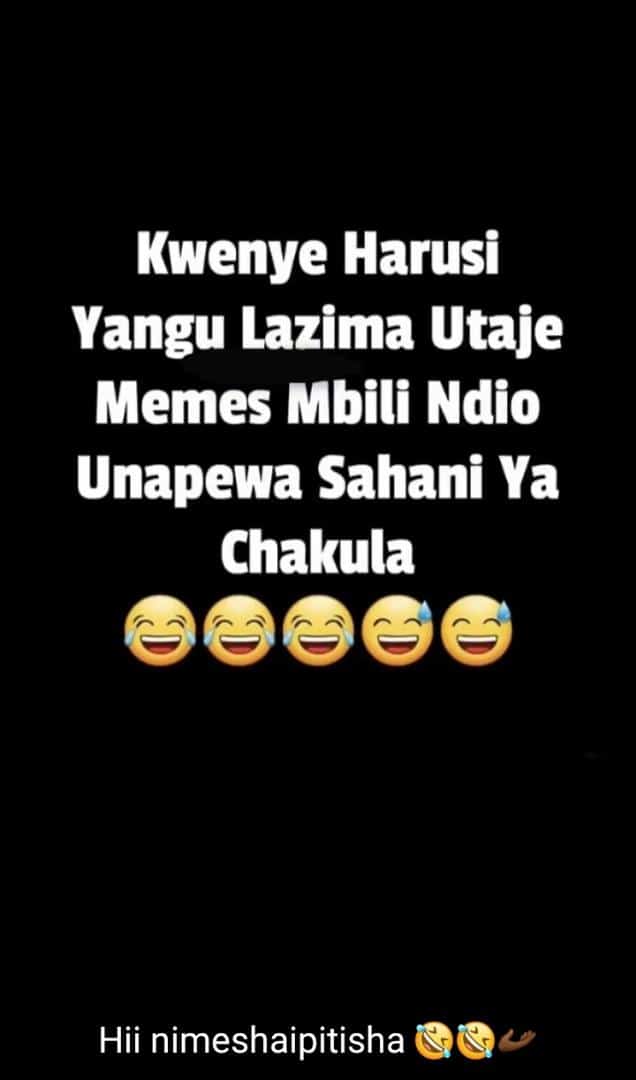 Kwenye Harusi
Yangu Lazima Utaje
Memes Mbili Ndio
Unapewa Sahani Ya
Chakula
😂😂😂😅😅
Hii nimeshaipitisha 🤣🤣🫴🏿